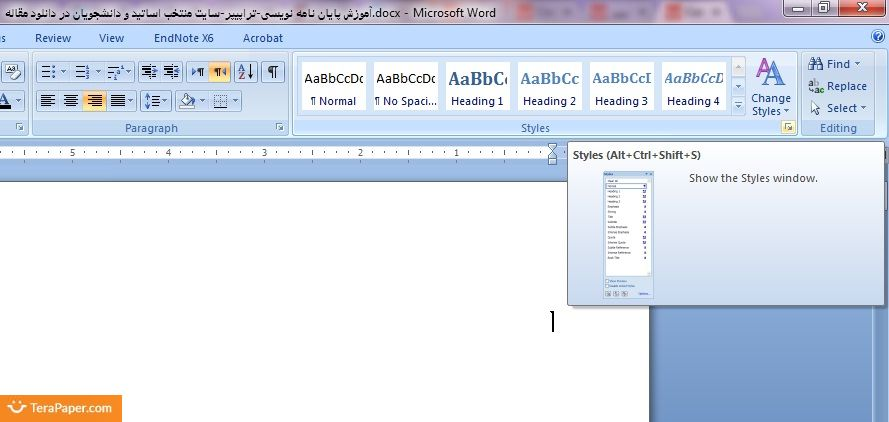 آموزش پایان نامه نویسی-تراپیپر-سایت منتخب اساتید و دانشجویان در دانلود مقاله.docx - Microsoft Word
Review View EndNote X6 Acrobat
AaBbCcDc AaBbCcDc AaBbCc AaBbCc AaBbCcI AaBbCcD
¶ Normal ¶ No Spaci... Heading 1 Heading 2 Heading 3 Heading 4
Change Styles
Find
Replace
Select
Paragraph Styles Editing
5 4 3 2 1
Styles (Alt+Ctrl+Shift+S)
Show the Styles window.
TeraPaper.com